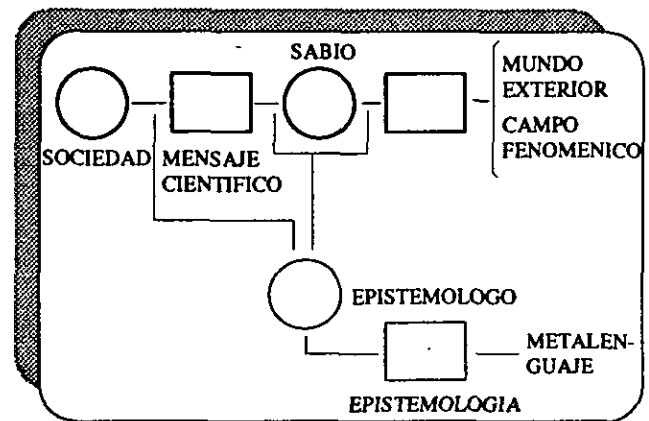 SABIO
MUNDO
EXTERIOR
CAMPO
FENOMENICO
SOCIEDAD
MENSAJE
CIENTIFICO
EPISTEMOLOGO
METALEN-
GUAJE
EPISTEMOLOGIA